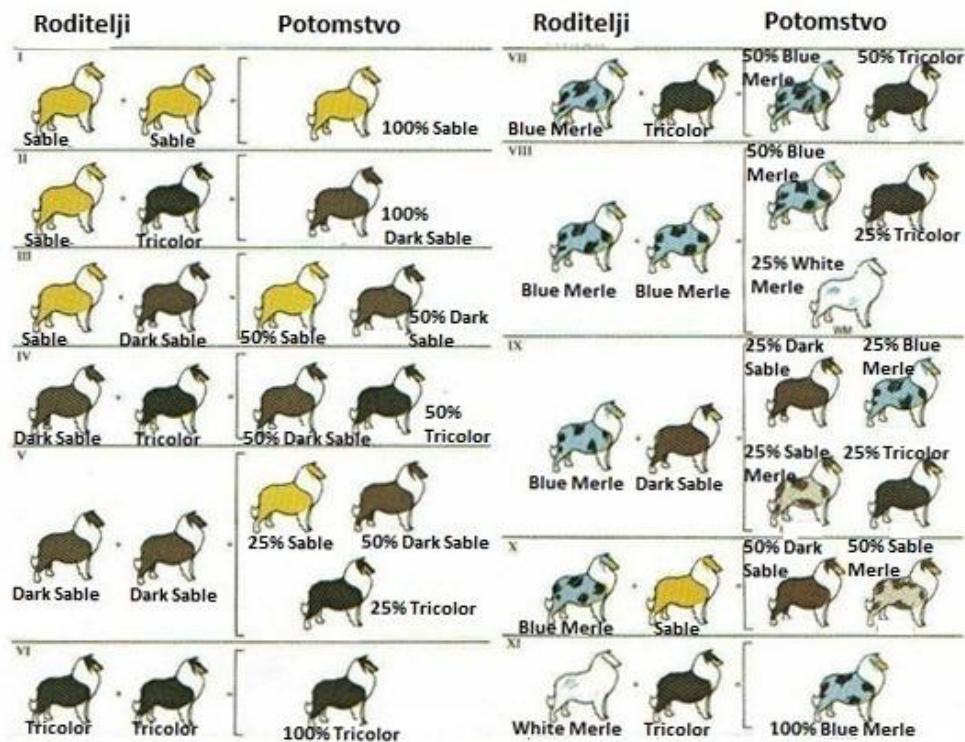 Roditelji
Potomstvo
I
Sable
Sable
100% Sable
II
Sable
Tricolor
100%
Dark Sable
III
Sable
Dark Sable
50% Sable
50% Dark
Sable
IV
Dark Sable
Tricolor
50% Dark Sable
50%
Tricolor
V
Dark Sable
Dark Sable
25% Sable
50% Dark Sable
25% Tricolor
VI
Tricolor
Tricolor
100% Tricolor
Roditelji
Potomstvo
VII
Blue Merle
Tricolor
50% Blue
Merle
50% Tricolor
VIII
Blue Merle
Blue Merle
50% Blue
Merle
25% Tricolor
25% White
Merle
WM
IX
Blue Merle
Dark Sable
25% Dark
Sable
25% Blue
Merle
25% Sable
Merle
25% Tricolor
X
Blue Merle
Sable
50% Dark
Sable
50% Sable
Merle
XI
White Merle
Tricolor
100% Blue Merle